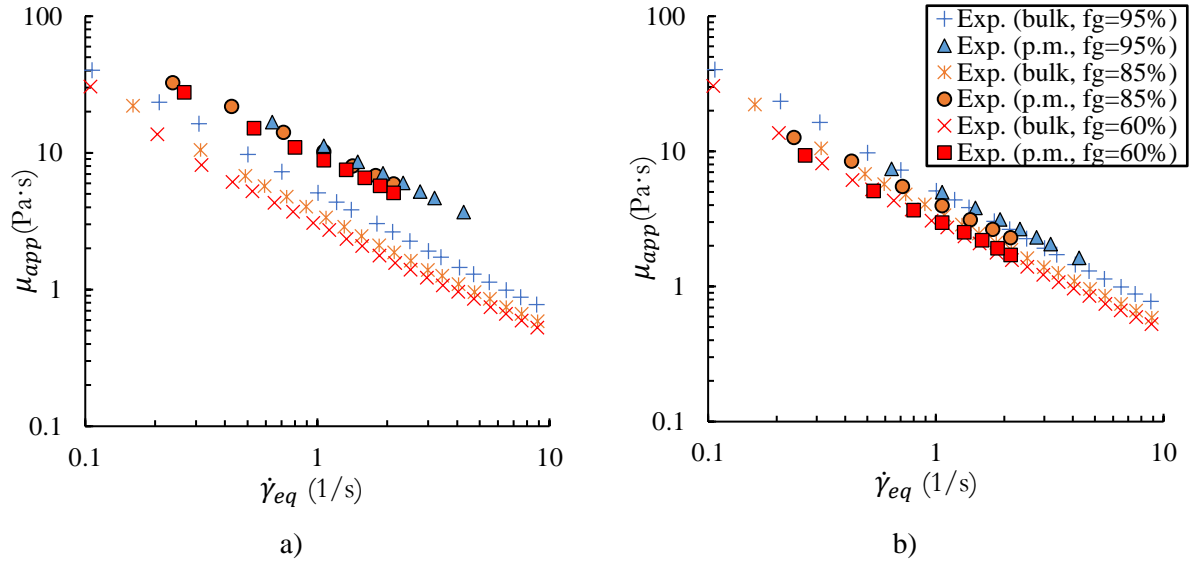 100
10
1
0.1
0.1
1
10
μapp(Pa·s)
γ̇eq (1/s)
a)
100
10
1
0.1
0.1
1
10
μapp(Pa·s)
γ̇eq (1/s)
b)
Exp. (bulk, fg=95%)
Exp. (p.m., fg=95%)
Exp. (bulk, fg=85%)
Exp. (p.m., fg=85%)
Exp. (bulk, fg=60%)
Exp. (p.m., fg=60%)